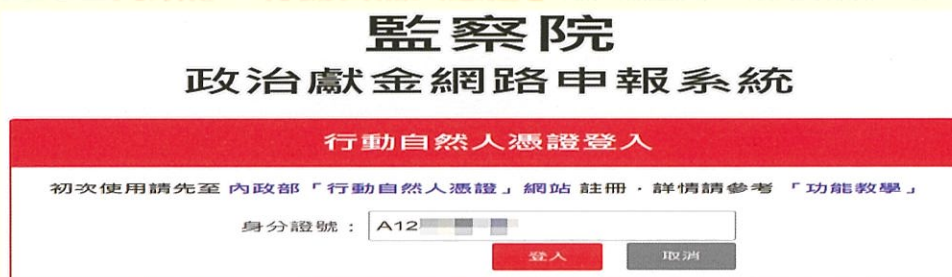 監察院
政治獻金網路申報系統
行動自然人憑證登入
初次使用請先至 內政部「行動自然人憑證」網站 註冊，詳情請參考 「功能教學」
身分證號： A12
登入 取消